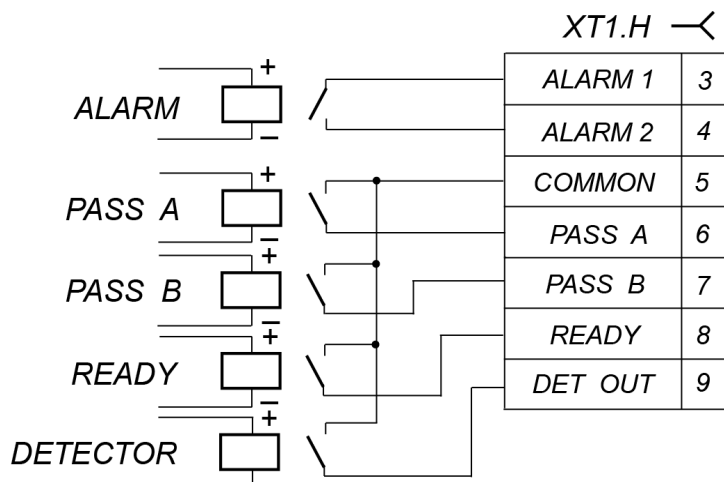 XT1.H
+
ALARM 1 3
ALARM
−
ALARM 2 4
+
COMMON 5
PASS A
PASS A 6
−
+
PASS B 7
PASS B
−
+
READY 8
READY
DET OUT 9
−
+
DETECTOR